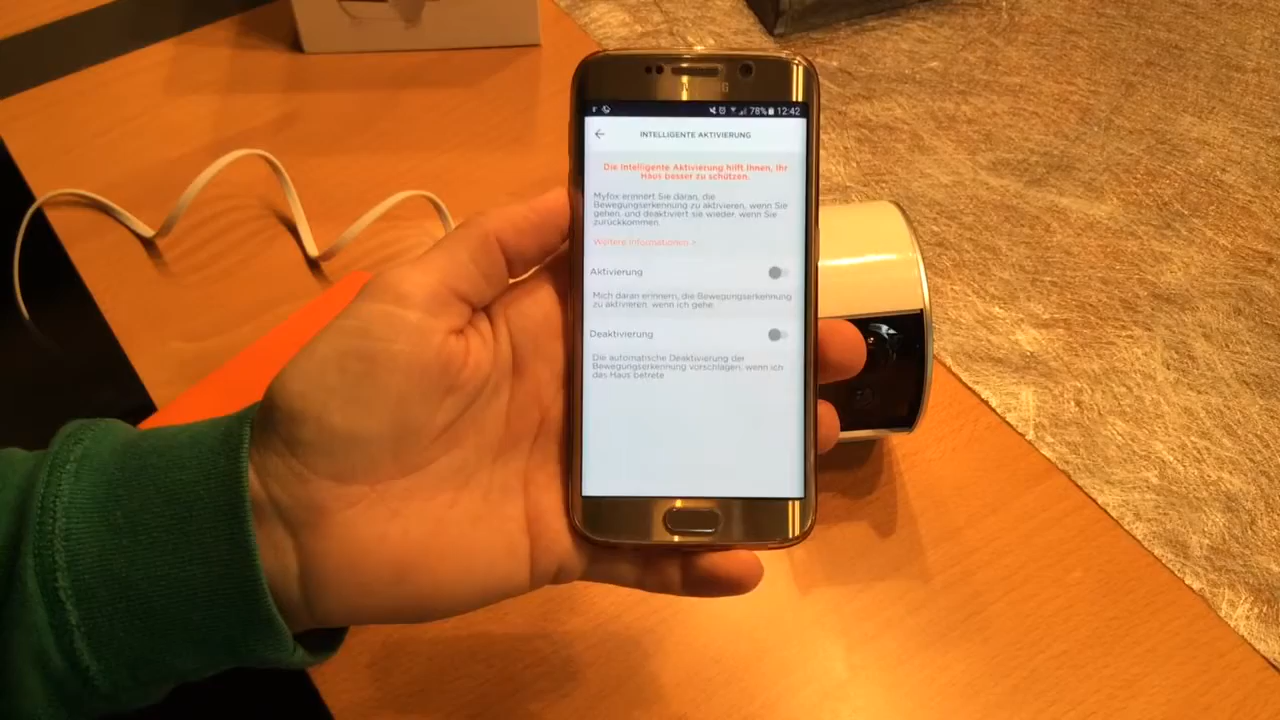 SAMSUNG
78% 12:42
INTELLIGENTE AKTIVIERUNG
Die Intelligente Aktivierung hilft Ihnen, Ihr
Haus besser zu schützen.
Myfox erinnert Sie daran, die
Bewegungserkennung zu aktivieren, wenn Sie
gehen, und deaktiviert sie wieder, wenn Sie
zurückkommen.
Weitere Informationen >
Aktivierung
Mich daran erinnern, die Bewegungserkennung
zu aktivieren, wenn ich gehe
Deaktivierung
Die automatische Deaktivierung der
Bewegungserkennung vorschlagen, wenn ich
das Haus betrete